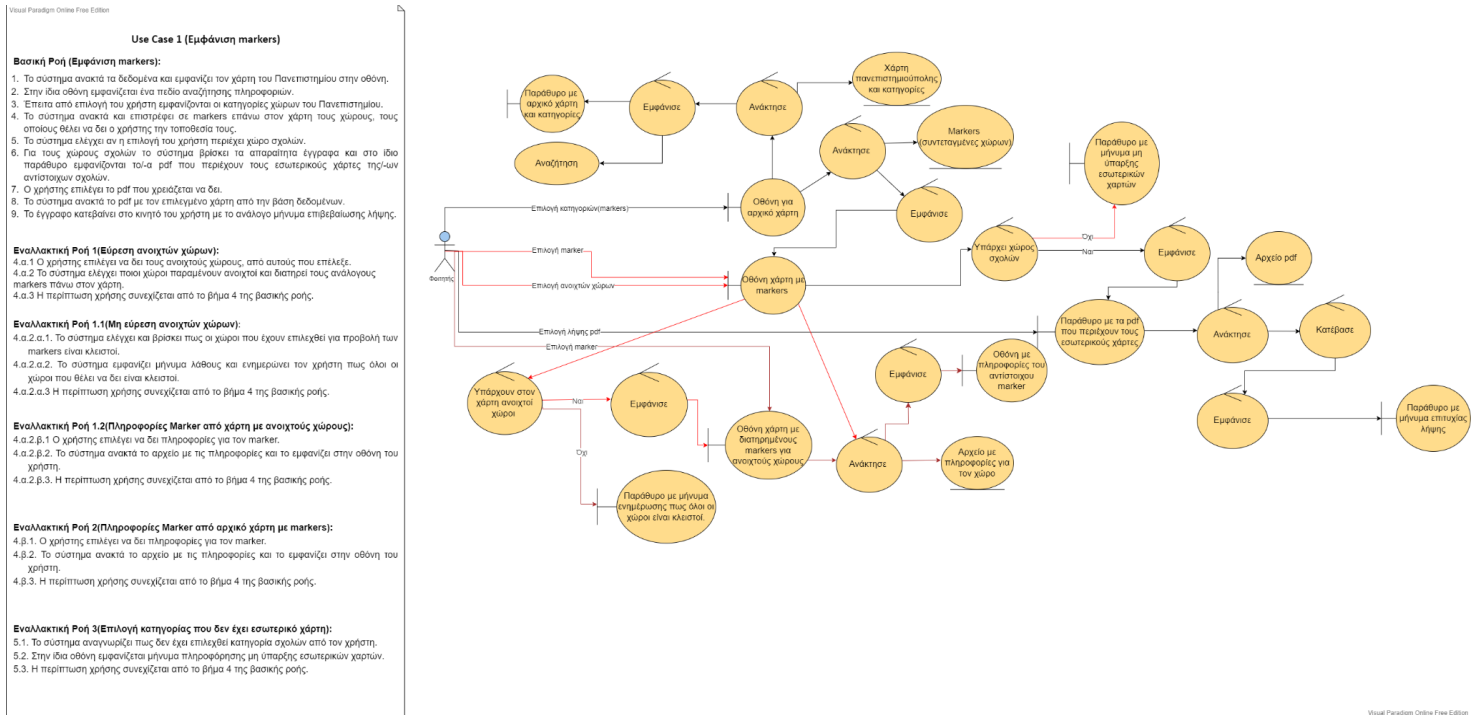 Visual Paradigm Online Free Edition
Use Case 1 (Εμφάνιση markers)
Βασική Ροή (Εμφάνιση markers):
1. Το σύστημα ανακτά τα δεδομένα και εμφανίζει τον χάρτη του Πανεπιστημίου στην οθόνη.
2. Στην ίδια οθόνη εμφανίζεται ένα πεδίο αναζήτησης πληροφοριών.
3. Έπειτα από επιλογή του χρήστη εμφανίζονται οι κατηγορίες χώρων του Πανεπιστημίου.
4. Το σύστημα ανακτά και επιστρέφει σε markers επάνω στον χάρτη τους χώρους, τους
οποίους θέλει να δει ο χρήστης την τοποθεσία τους.
5. Το σύστημα ελέγχει αν η επιλογή του χρήστη περιέχει χώρο σχολών.
6. Για τους χώρους σχολών το σύστημα βρίσκει τα απαραίτητα έγγραφα και στο ίδιο
παράθυρο εμφανίζονται το/-α pdf που περιέχουν τους εσωτερικούς χάρτες της/-ων
αντίστοιχων σχολών.
7. Ο χρήστης επιλέγει το pdf που χρειάζεται να δει.
8. Το σύστημα ανακτά το pdf με τον επιλεγμένο χάρτη από την βάση δεδομένων.
9. Το έγγραφο κατεβαίνει στο κινητό του χρήστη με το ανάλογο μήνυμα επιβεβαίωσης λήψης.
Εναλλακτική Ροή 1(Εύρεση ανοιχτών χώρων):
4.α.1 Ο χρήστης επιλέγει να δει τους ανοιχτούς χώρους, από αυτούς που επέλεξε.
4.α.2 Το σύστημα ελέγχει ποιοι χώροι παραμένουν ανοιχτοί και διατηρεί τους ανάλογους
markers πάνω στον χάρτη.
4.α.3 Η περίπτωση χρήσης συνεχίζεται από το βήμα 4 της βασικής ροής.
Εναλλακτική Ροή 1.1(Μη εύρεση ανοιχτών χώρων):
4.α.2.α.1. Το σύστημα ελέγχει και βρίσκει πως οι χώροι που έχουν επιλεχθεί για προβολή των
markers είναι κλειστοί.
4.α.2.α.2. Το σύστημα εμφανίζει μήνυμα λάθους και ενημερώνει τον χρήστη πως όλοι οι
χώροι που θέλει να δει είναι κλειστοί.
4.α.2.α.3 Η περίπτωση χρήσης συνεχίζεται από το βήμα 4 της βασικής ροής.
Εναλλακτική Ροή 1.2(Πληροφορίες Marker από χάρτη με ανοιχτούς χώρους):
4.α.2.β.1 Ο χρήστης επιλέγει να δει πληροφορίες για τον marker.
4.α.2.β.2. Το σύστημα ανακτά το αρχείο με τις πληροφορίες και το εμφανίζει στην οθόνη του
χρήστη.
4.α.2.β.3. Η περίπτωση χρήσης συνεχίζεται από το βήμα 4 της βασικής ροής.
Εναλλακτική Ροή 2(Πληροφορίες Marker από αρχικό χάρτη με markers):
4.β.1. Ο χρήστης επιλέγει να δει πληροφορίες για τον marker.
4.β.2. Το σύστημα ανακτά το αρχείο με τις πληροφορίες και το εμφανίζει στην οθόνη του
χρήστη.
4.β.3. Η περίπτωση χρήσης συνεχίζεται από το βήμα 4 της βασικής ροής.
Εναλλακτική Ροή 3(Επιλογή κατηγορίας που δεν έχει εσωτερικό χάρτη):
5.1. Το σύστημα αναγνωρίζει πως δεν έχει επιλεχθεί κατηγορία σχολών από τον χρήστη.
5.2. Στην ίδια οθόνη εμφανίζεται μήνυμα πληροφόρησης μη ύπαρξης εσωτερικών χαρτών.
5.3. Η περίπτωση χρήσης συνεχίζεται από το βήμα 4 της βασικής ροής.
Παράθυρο με
αρχικό χάρτη
και κατηγορίες
Εμφάνισε
Ανάκτησε
Χάρτη
πανεπιστημιούπολης
και κατηγορίες
Αναζήτηση
Ανάκτησε
Markers
(συντεταγμένες χώρων)
Παράθυρο με
μήνυμα μη
ύπαρξης
εσωτερικών
χαρτών
Επιλογή κατηγοριών(markers)
Οθόνη για
αρχικό χάρτη
Εμφάνισε
Φοιτητής
Επιλογή marker
Επιλογή ανοιχτών χώρων
Οθόνη χάρτη με
markers
Υπάρχει χώρος
σχολών
Όχι
Ναι
Εμφάνισε
Αρχείο pdf
Επιλογή λήψης pdf
Επιλογή marker
Παράθυρο με τα pdf
που περιέχουν τους
εσωτερικούς χάρτες
Ανάκτησε
Κατέβασε
Υπάρχουν στον
χάρτη ανοιχτοί
χώροι
Ναι
Όχι
Εμφάνισε
Εμφάνισε
Οθόνη με
πληροφορίες του
αντίστοιχου
marker
Οθόνη χάρτη με
διατηρημένους
markers για
ανοιχτούς χώρους
Ανάκτησε
Αρχείο με
πληροφορίες για
τον χώρο
Εμφάνισε
Παράθυρο με
μήνυμα επιτυχίας
λήψης
Παράθυρο με μήνυμα
ενημέρωσης πως όλοι οι
χώροι είναι κλειστοί.
Visual Paradigm Online Free Edition